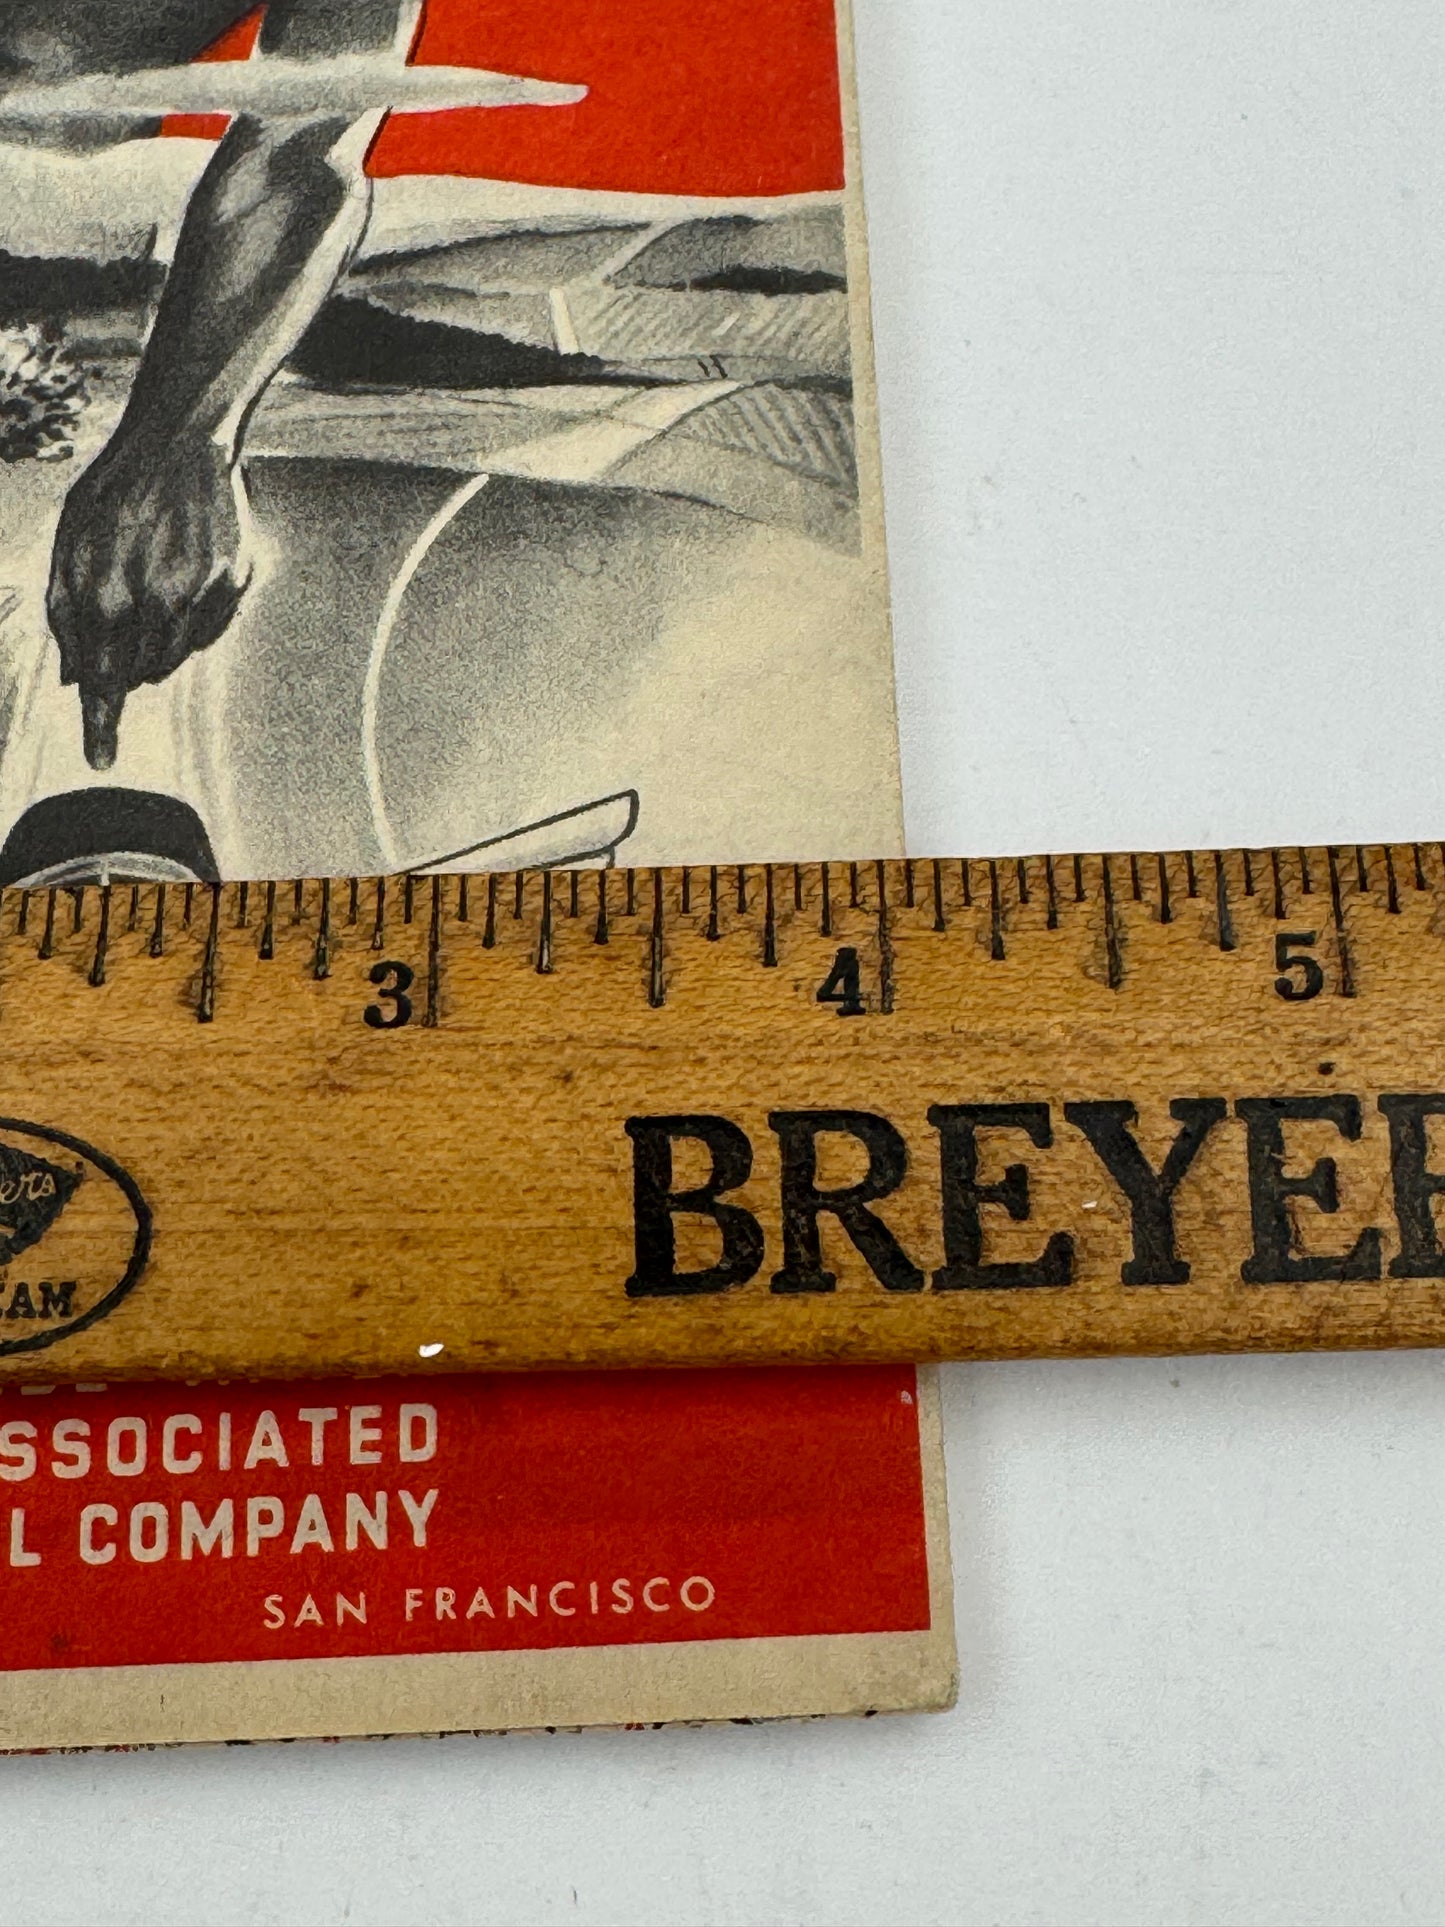 3 4 5
BREYER
SSOCIATED
L COMPANY
SAN FRANCISCO